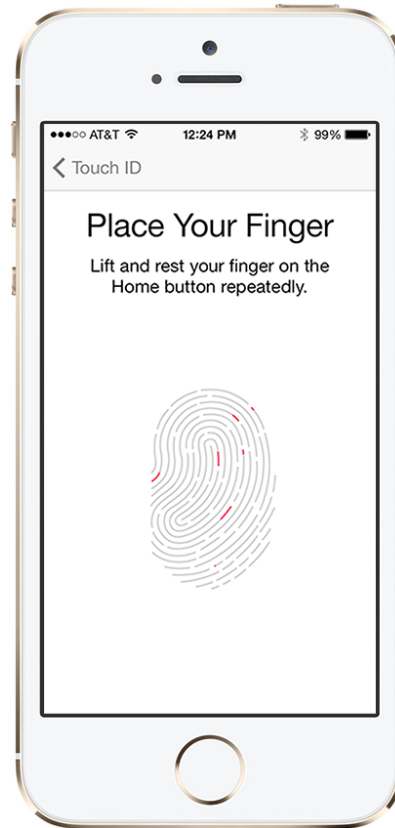 AT&T 12:24 PM 99%
Touch ID
Place Your Finger
Lift and rest your finger on the
Home button repeatedly.